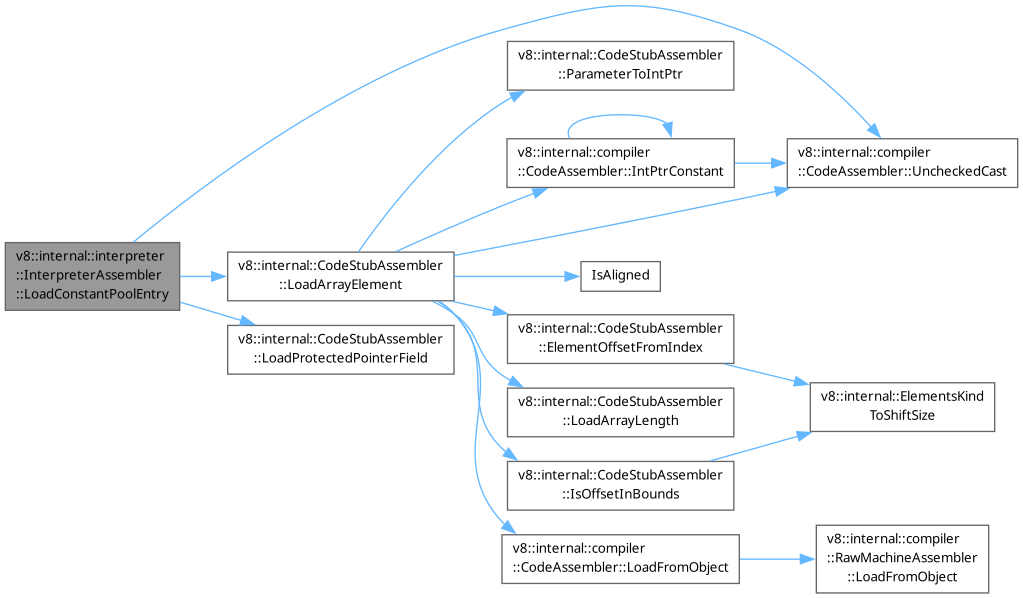 v8::internal::interpreter
::InterpreterAssembler
::LoadConstantPoolEntry
v8::internal::CodeStubAssembler
::LoadArrayElement
v8::internal::CodeStubAssembler
::LoadProtectedPointerField
v8::internal::CodeStubAssembler
::ParameterToIntPtr
v8::internal::compiler
::CodeAssembler::IntPtrConstant
IsAligned
v8::internal::CodeStubAssembler
::ElementOffsetFromIndex
v8::internal::CodeStubAssembler
::LoadArrayLength
v8::internal::CodeStubAssembler
::IsOffsetInBounds
v8::internal::compiler
::CodeAssembler::LoadFromObject
v8::internal::compiler
::CodeAssembler::UncheckedCast
v8::internal::ElementsKind
ToShiftSize
v8::internal::compiler
::RawMachineAssembler
::LoadFromObject